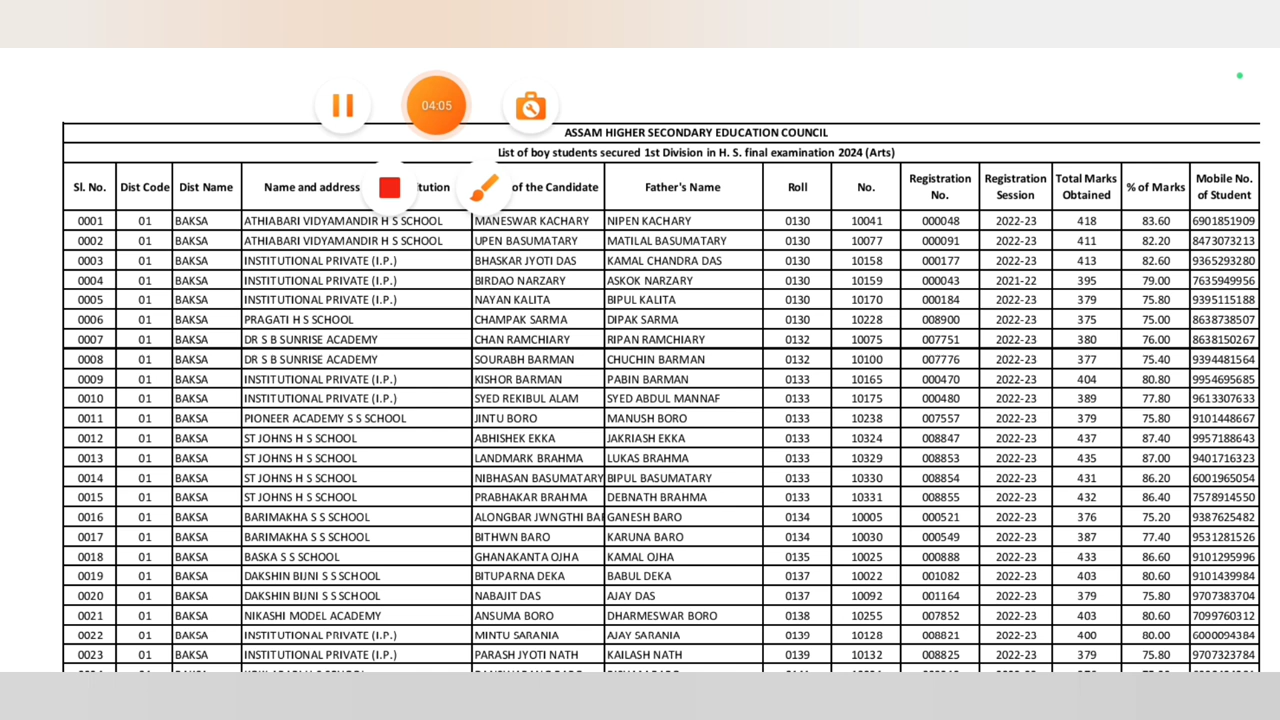 04:05
ASSAM HIGHER SECONDARY EDUCATION COUNCIL
List of boy students secured 1st Division in H. S. final examination 2024 (Arts)
Sl. No. Dist Code Dist Name Name and address tution of the Candidate Father's Name Roll No. Registration No. Registration Session Total Marks Obtained % of Marks Mobile No. of Student
0001 01 BAKSA ATHIABARI VIDYAMANDIR H S SCHOOL MANESWAR KACHARY NIPEN KACHARY 0130 10041 000048 2022-23 418 83.60 6901851909
0002 01 BAKSA ATHIABARI VIDYAMANDIR H S SCHOOL UPEN BASUMATARY MATILAL BASUMATARY 0130 10077 000091 2022-23 411 82.20 8473073213
0003 01 BAKSA INSTITUTIONAL PRIVATE (I.P.) BHASKAR JYOTI DAS KAMAL CHANDRA DAS 0130 10158 000177 2022-23 413 82.60 9365293280
0004 01 BAKSA INSTITUTIONAL PRIVATE (I.P.) BIRDAO NARZARY ASKOK NARZARY 0130 10159 000043 2021-22 395 79.00 7635949956
0005 01 BAKSA INSTITUTIONAL PRIVATE (I.P.) NAYAN KALITA BIPUL KALITA 0130 10170 000184 2022-23 379 75.80 9395115188
0006 01 BAKSA PRAGATI H S SCHOOL CHAMPAK SARMA DIPAK SARMA 0130 10228 008900 2022-23 375 75.00 8638738507
0007 01 BAKSA DR S B SUNRISE ACADEMY CHAN RAMCHIARY RIPAN RAMCHIARY 0132 10075 007751 2022-23 380 76.00 8638150267
0008 01 BAKSA DR S B SUNRISE ACADEMY SOURABH BARMAN CHUCHIN BARMAN 0132 10100 007776 2022-23 377 75.40 9394481564
0009 01 BAKSA INSTITUTIONAL PRIVATE (I.P.) KISHOR BARMAN PABIN BARMAN 0133 10165 000470 2022-23 404 80.80 9954695685
0010 01 BAKSA INSTITUTIONAL PRIVATE (I.P.) SYED REKIBUL ALAM SYED ABDUL MANNAF 0133 10175 000480 2022-23 389 77.80 9613307633
0011 01 BAKSA PIONEER ACADEMY S S SCHOOL JINTU BORO MANUSH BORO 0133 10238 007557 2022-23 379 75.80 9101448667
0012 01 BAKSA ST JOHNS H S SCHOOL ABHISHEK EKKA JAKRIASH EKKA 0133 10324 008847 2022-23 437 87.40 9957188643
0013 01 BAKSA ST JOHNS H S SCHOOL LANDMARK BRAHMA LUKAS BRAHMA 0133 10329 008853 2022-23 435 87.00 9401716323
0014 01 BAKSA ST JOHNS H S SCHOOL NIBHASAN BASUMATARY BIPUL BASUMATARY 0133 10330 008854 2022-23 431 86.20 6001965054
0015 01 BAKSA ST JOHNS H S SCHOOL PRABHAKAR BRAHMA DEBNATH BRAHMA 0133 10331 008855 2022-23 432 86.40 7578914550
0016 01 BAKSA BARIMAKHA S S SCHOOL ALONGBAR JWNGTHI GANESH BARO 0134 10005 000521 2022-23 376 75.20 9387625482
0017 01 BAKSA BARIMAKHA S S SCHOOL BITHWN BARO KARUNA BARO 0134 10030 000549 2022-23 387 77.40 9531281526
0018 01 BAKSA BASKA S S SCHOOL GHANAKANTA OJHA KAMAL OJHA 0135 10025 000888 2022-23 433 86.60 9101295996
0019 01 BAKSA DAKSHIN BIJNI S S SCHOOL BITUPARNA DEKA BABUL DEKA 0137 10022 001082 2022-23 403 80.60 9101439984
0020 01 BAKSA DAKSHIN BIJNI S S SCHOOL NABAJIT DAS AJAY DAS 0137 10092 001164 2022-23 379 75.80 9707383704
0021 01 BAKSA NIKASHI MODEL ACADEMY ANSUMA BORO DHARMESWAR BORO 0138 10255 007852 2022-23 403 80.60 7099760312
0022 01 BAKSA INSTITUTIONAL PRIVATE (I.P.) MINTU SARANIA AJAY SARANIA 0139 10128 008821 2022-23 400 80.00 6000094384
0023 01 BAKSA INSTITUTIONAL PRIVATE (I.P.) PARASH JYOTI NATH KAILASH NATH 0139 10132 008825 2022-23 379 75.80 9707323784